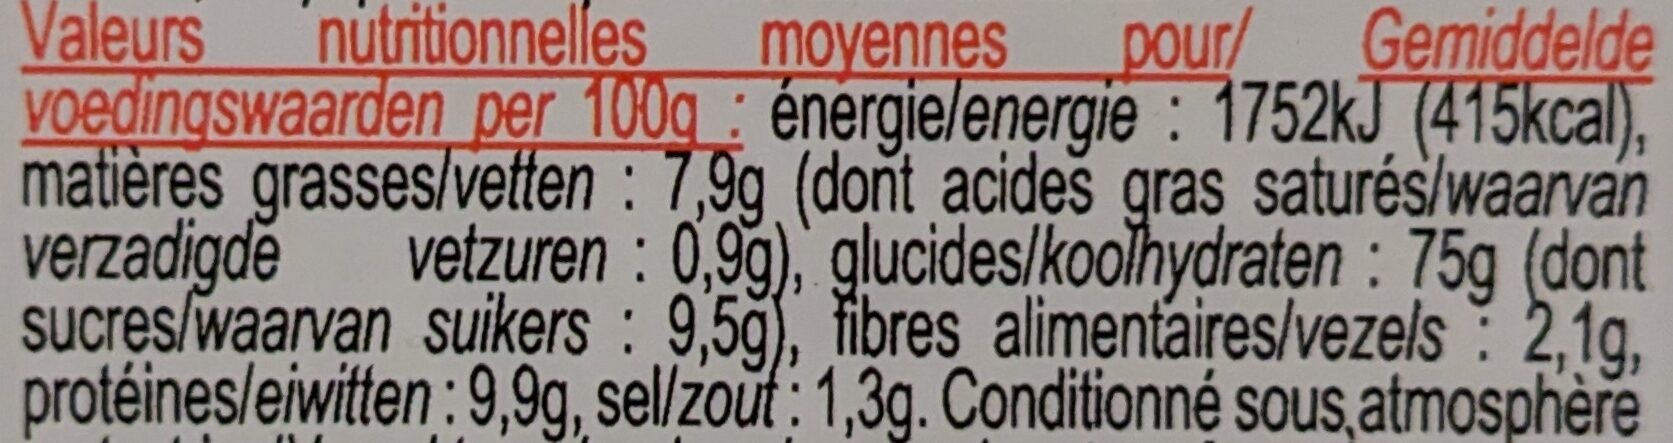 Valeurs nutritionnelles moyennes pour/ Gemiddelde
voedingswaarden per 100g : énergie/energie : 1752kJ (415kcal),
matières grasses/vetten : 7,9g (dont acides gras saturés/waarvan
verzadigde vetzuren : 0,9g), glucides/koolhydraten : 75g (dont
sucres/waarvan suikers : 9,5g), fibres alimentaires/vezels : 2,1g,
protéines/eiwitten : 9,9g, sel/zout : 1,3g. Conditionné sous atmosphère